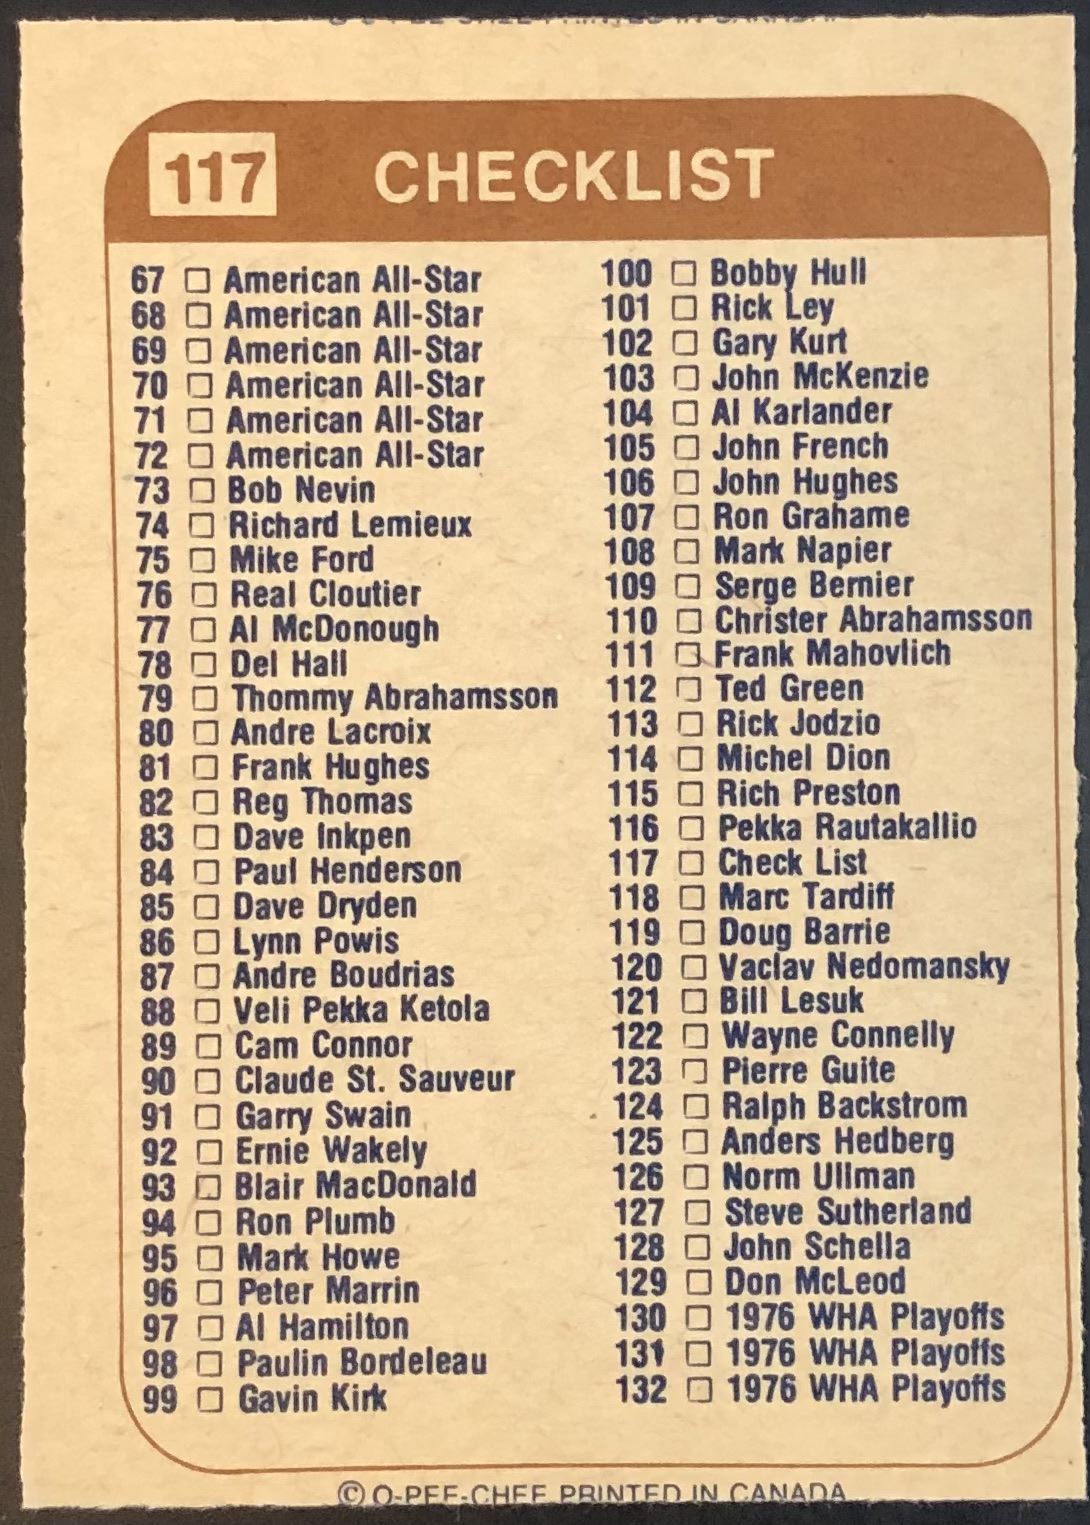 117 CHECKLIST
67 □ American All-Star
68 □ American All-Star
69 □ American All-Star
70 □ American All-Star
71 □ American All-Star
72 □ American All-Star
73 □ Bob Nevin
74 □ Richard Lemieux
75 □ Mike Ford
76 □ Real Cloutier
77 □ Al McDonough
78 □ Del Hall
79 □ Thommy Abrahamsson
80 □ Andre Lacroix
81 □ Frank Hughes
82 □ Reg Thomas
83 □ Dave Inkpen
84 □ Paul Henderson
85 □ Dave Dryden
86 □ Lynn Powis
87 □ Andre Boudrias
88 □ Veli Pekka Ketola
89 □ Cam Connor
90 □ Claude St. Sauveur
91 □ Garry Swain
92 □ Ernie Wakely
93 □ Blair MacDonald
94 □ Ron Plumb
95 □ Mark Howe
96 □ Peter Marrin
97 □ Al Hamilton
98 □ Paulin Bordeleau
99 □ Gavin Kirk
100 □ Bobby Hull
101 □ Rick Ley
102 □ Gary Kurt
103 □ John McKenzie
104 □ Al Karlander
105 □ John French
106 □ John Hughes
107 □ Ron Grahame
108 □ Mark Napier
109 □ Serge Bernier
110 □ Christer Abrahamsson
111 □ Frank Mahovlich
112 □ Ted Green
113 □ Rick Jodzio
114 □ Michel Dion
115 □ Rich Preston
116 □ Pekka Rautakallio
117 □ Check List
118 □ Marc Tardiff
119 □ Doug Barrie
120 □ Vaclav Nedomansky
121 □ Bill Lesuk
122 □ Wayne Connelly
123 □ Pierre Guite
124 □ Ralph Backstrom
125 □ Anders Hedberg
126 □ Norm Ullman
127 □ Steve Sutherland
128 □ John Schella
129 □ Don McLeod
130 □ 1976 WHA Playoffs
131 □ 1976 WHA Playoffs
132 □ 1976 WHA Playoffs
© O-PEE-CHEE PRINTED IN CANADA